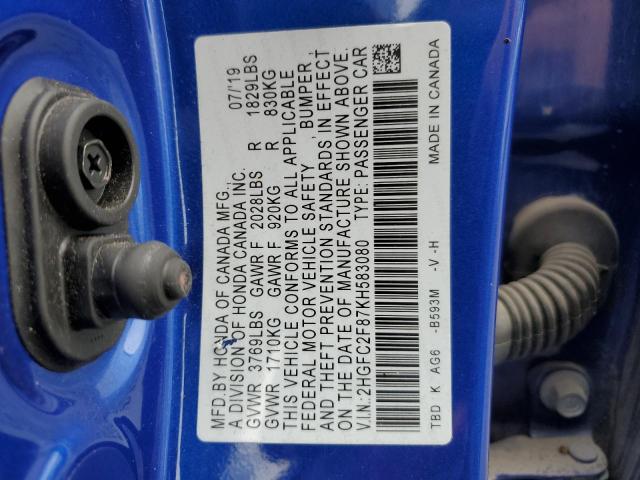 MFD.BY HONDA OF CANADA MFG., 07/'19
A DIVISION OF HONDA CANADA INC.
GVWR 3769LBS GAWR F 2028LBS R 1829LBS
GVWR 1710KG GAWR F 920KG R 830KG
THIS VEHICLE CONFORMS TO ALL APPLICABLE
FEDERAL MOTOR VEHICLE SAFETY , BUMPER ,
AND THEFT PREVENTION STANDARDS IN EFFECT
ON THE DATE OF MANUFACTURE SHOWN ABOVE.
V.I.N.:2HGFC2F87KH583080 TYPE: PASSENGER CAR
TBD K AG6 -B593M -V -H MADE IN CANADA